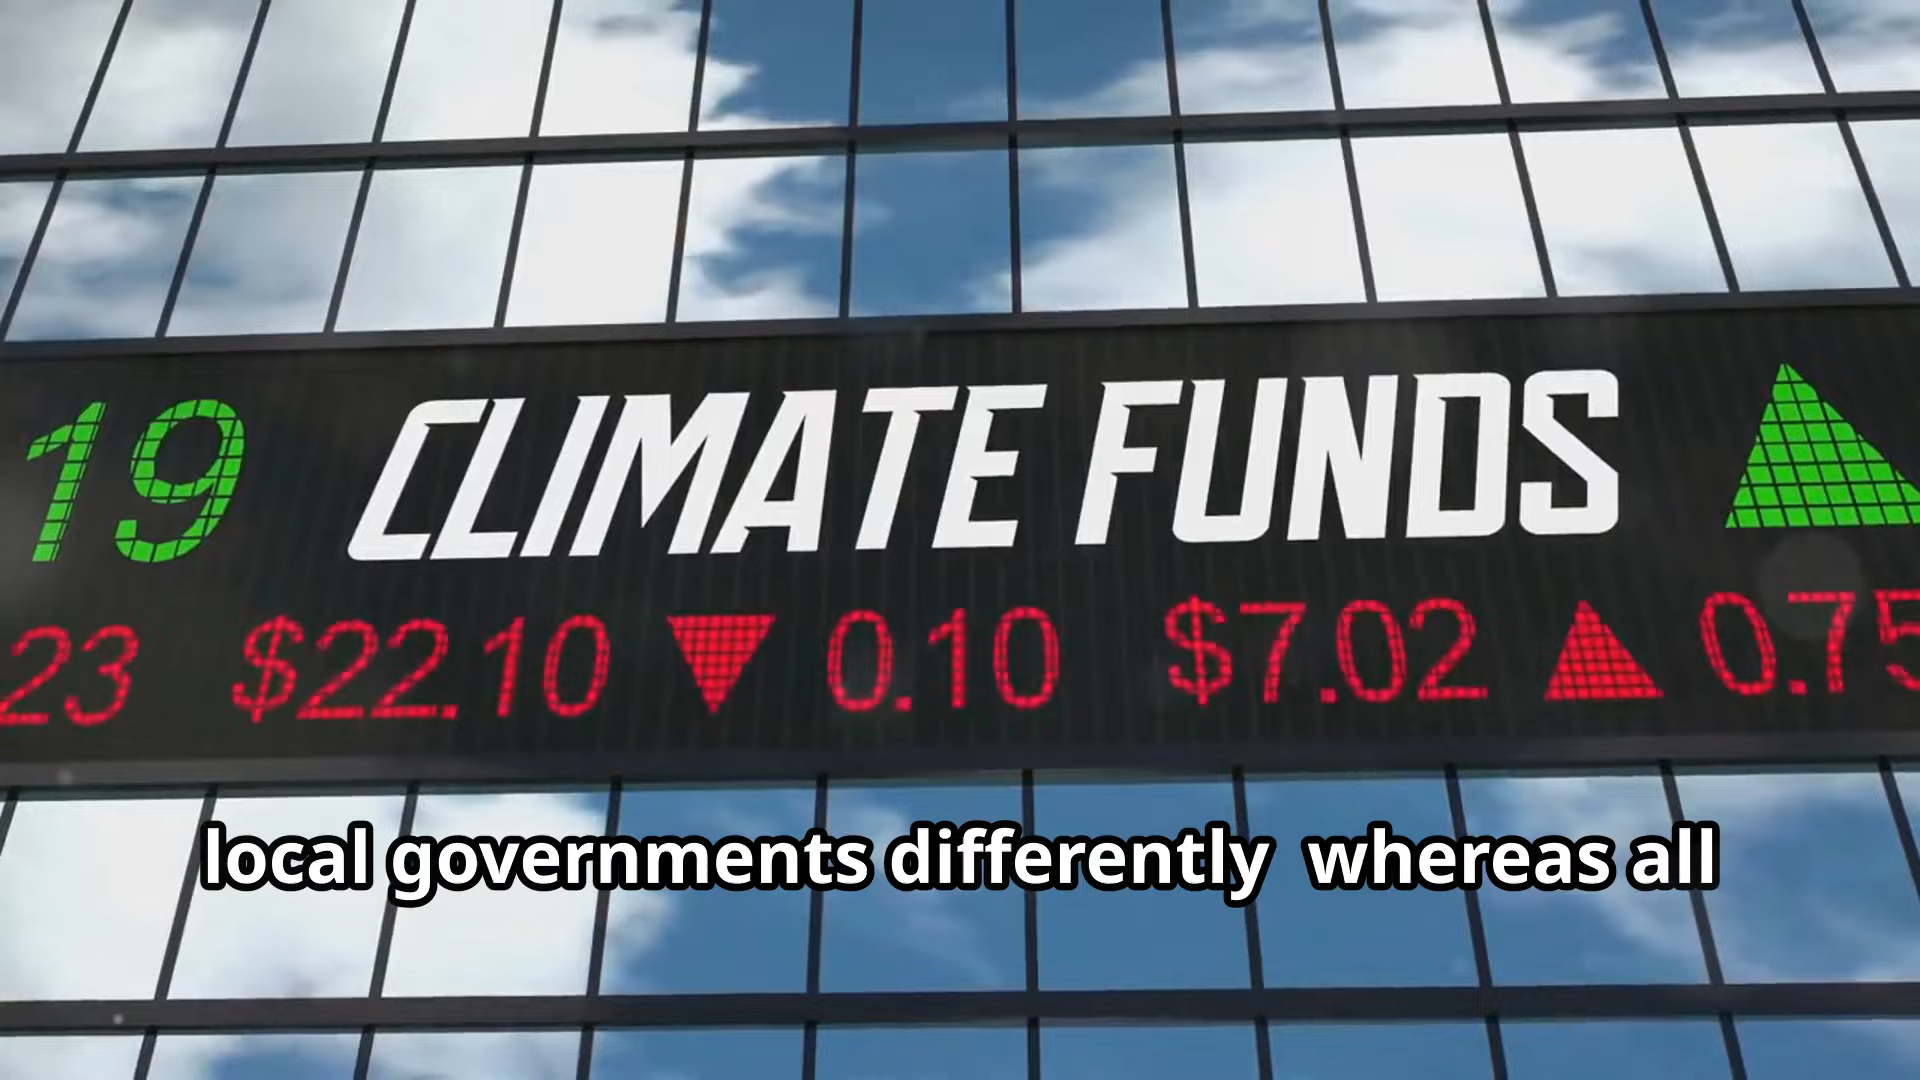 19 CLIMATE FUNDS ▲
23 $22.10 ▼ 0.10 $7.02 ▲ 0.75
local governments differently whereas all